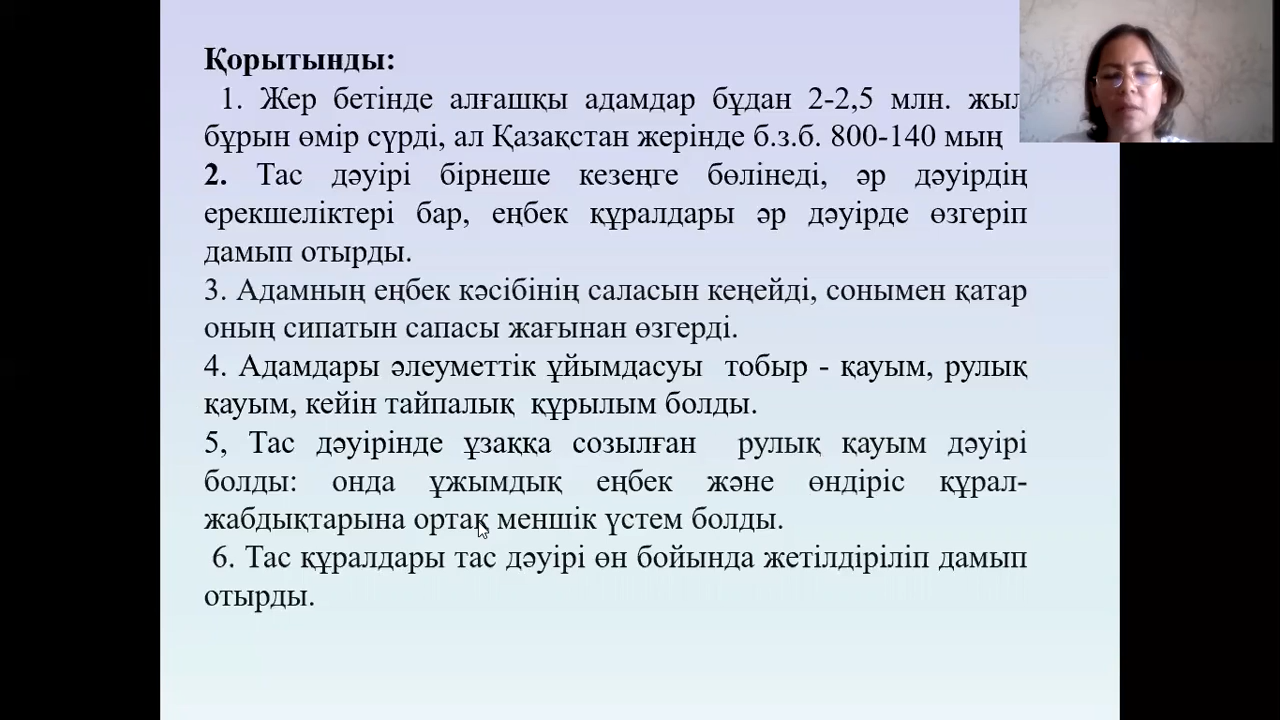 Қорытынды:
1. Жер бетінде алғашқы адамдар бұдан 2-2,5 млн. жыл
бұрын өмір сүрді, ал Қазақстан жерінде б.з.б. 800-140 мың
2. Тас дәуірі бірнеше кезеңге бөлінеді, әр дәуірдің
ерекшеліктері бар, еңбек құралдары әр дәуірде өзгеріп
дамып отырды.
3. Адамның еңбек кәсібінің саласын кеңейді, сонымен қатар
оның сипатын сапасы жағынан өзгерді.
4. Адамдары әлеуметтік ұйымдасуы тобыр - қауым, рулық
қауым, кейін тайпалық құрылым болды.
5, Тас дәуірінде ұзаққа созылған рулық қауым дәуірі
болды: онда ұжымдық еңбек және өндіріс құрал-
жабдықтарына ортақ меншік үстем болды.
6. Тас құралдары тас дәуірі өн бойында жетілдіріліп дамып
отырды.